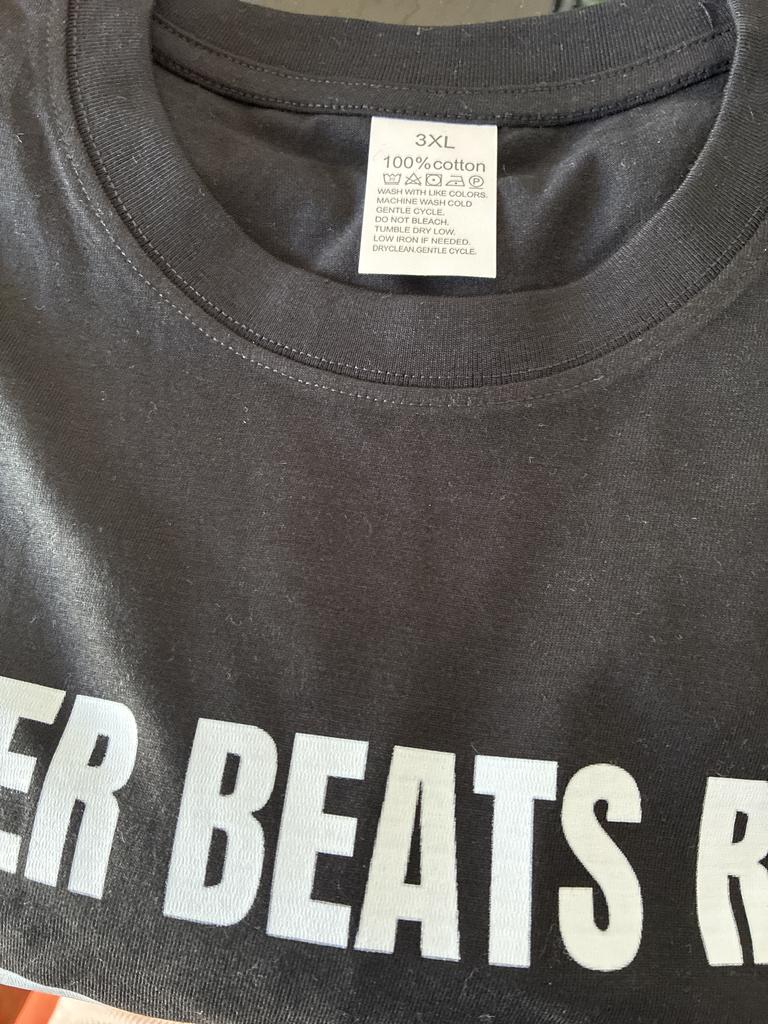 3XL
100%cotton
WASH WITH LIKE COLORS.
MACHINE WASH COLD
GENTLE CYCLE.
DO NOT BLEACH.
TUMBLE DRY LOW.
LOW IRON IF NEEDED.
DRYCLEAN.GENTLE CYCLE.
ER BEATS R